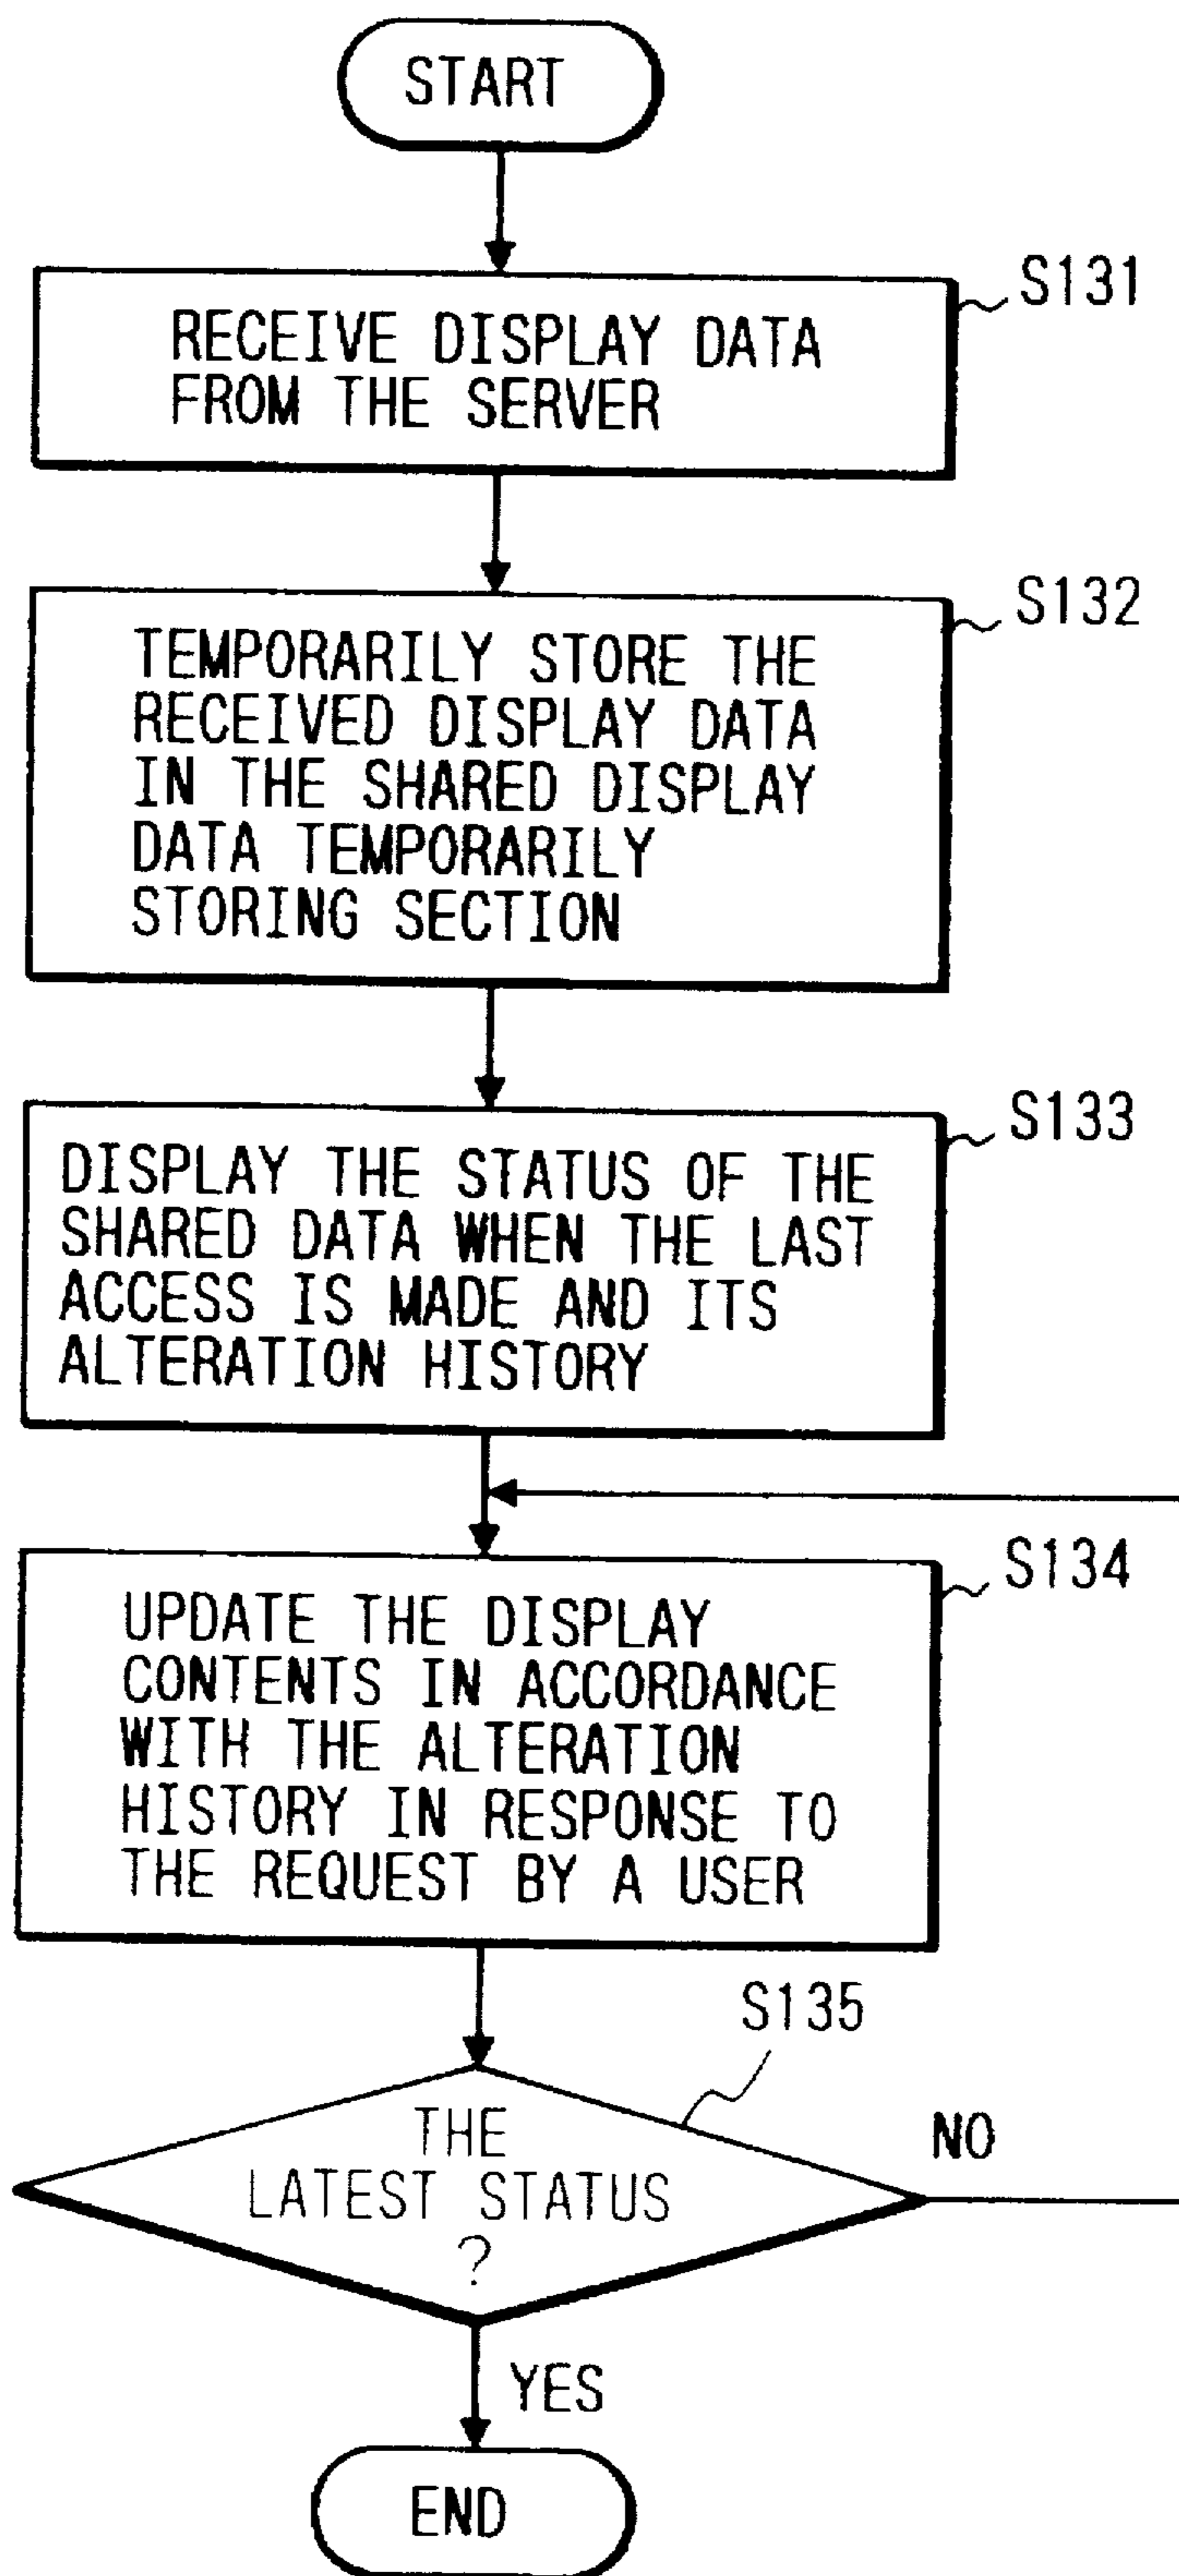 START
S131
RECEIVE DISPLAY DATA
FROM THE SERVER
S132
TEMPORARILY STORE THE
RECEIVED DISPLAY DATA
IN THE SHARED DISPLAY
DATA TEMPORARILY
STORING SECTION
S133
DISPLAY THE STATUS OF THE
SHARED DATA WHEN THE LAST
ACCESS IS MADE AND ITS
ALTERATION HISTORY
S134
UPDATE THE DISPLAY
CONTENTS IN ACCORDANCE
WITH THE ALTERATION
HISTORY IN RESPONSE TO
THE REQUEST BY A USER
S135
THE
LATEST STATUS
?
NO
YES
END